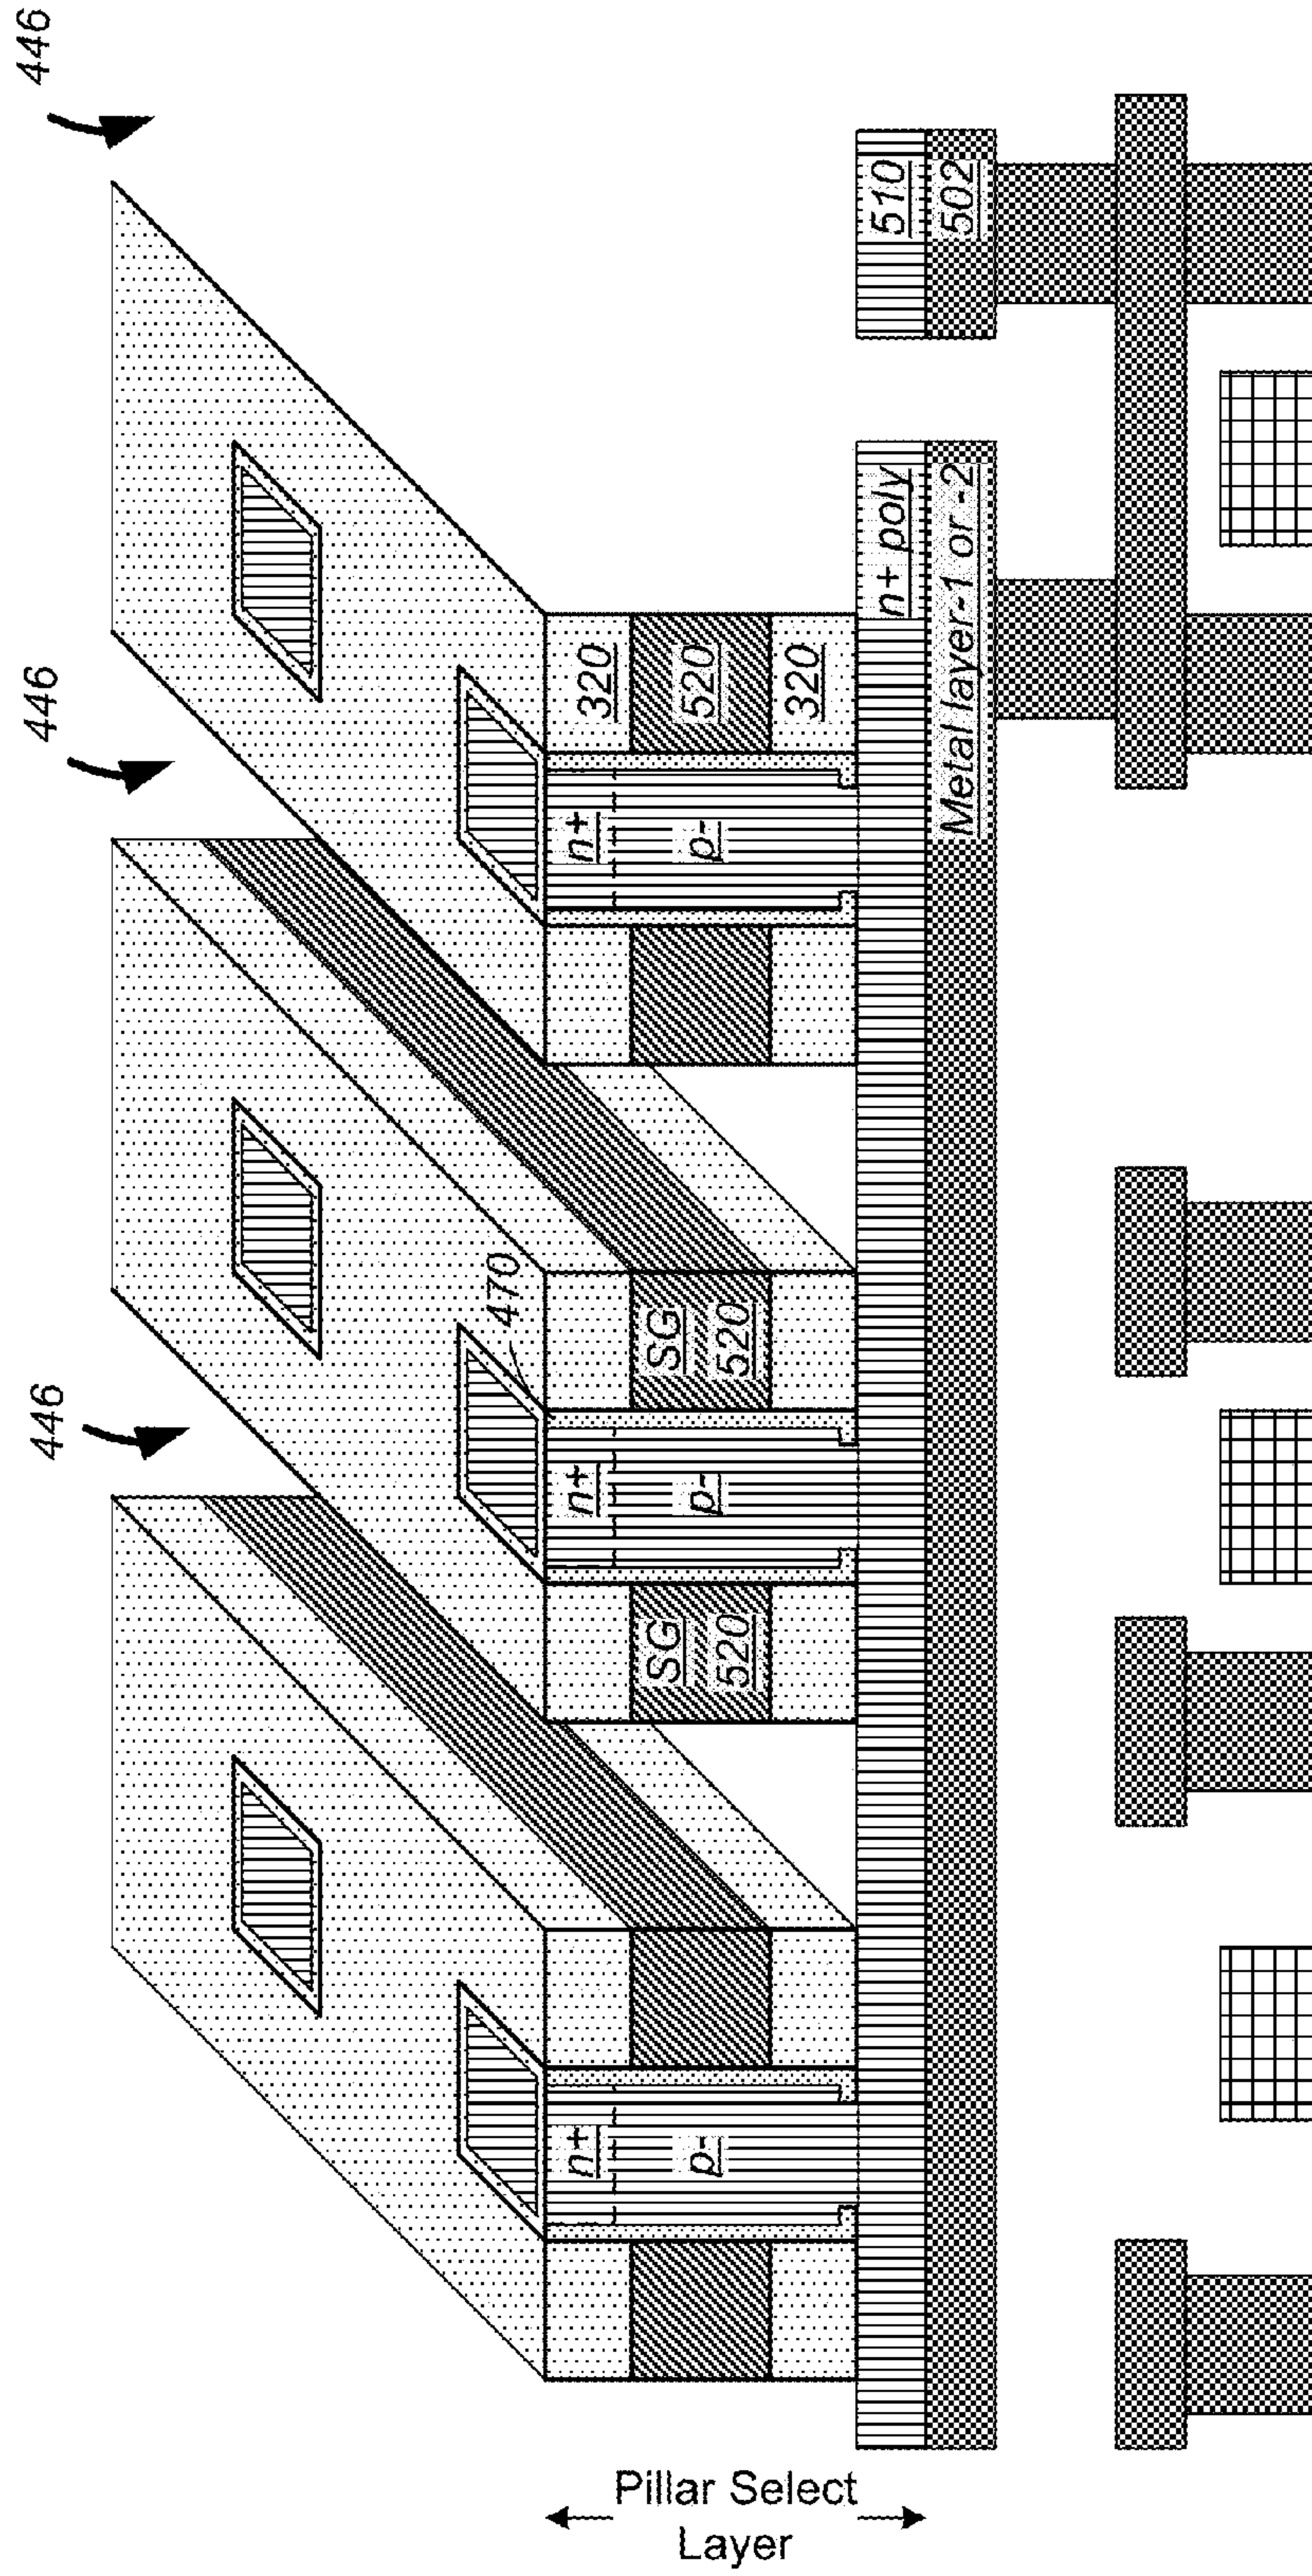 446
446
446
470
n+
p-
n+
p-
n+
p-
320
520
320
SG
520
SG
520
510
502
n+ poly
Metal layer-1 or -2
Pillar Select
Layer